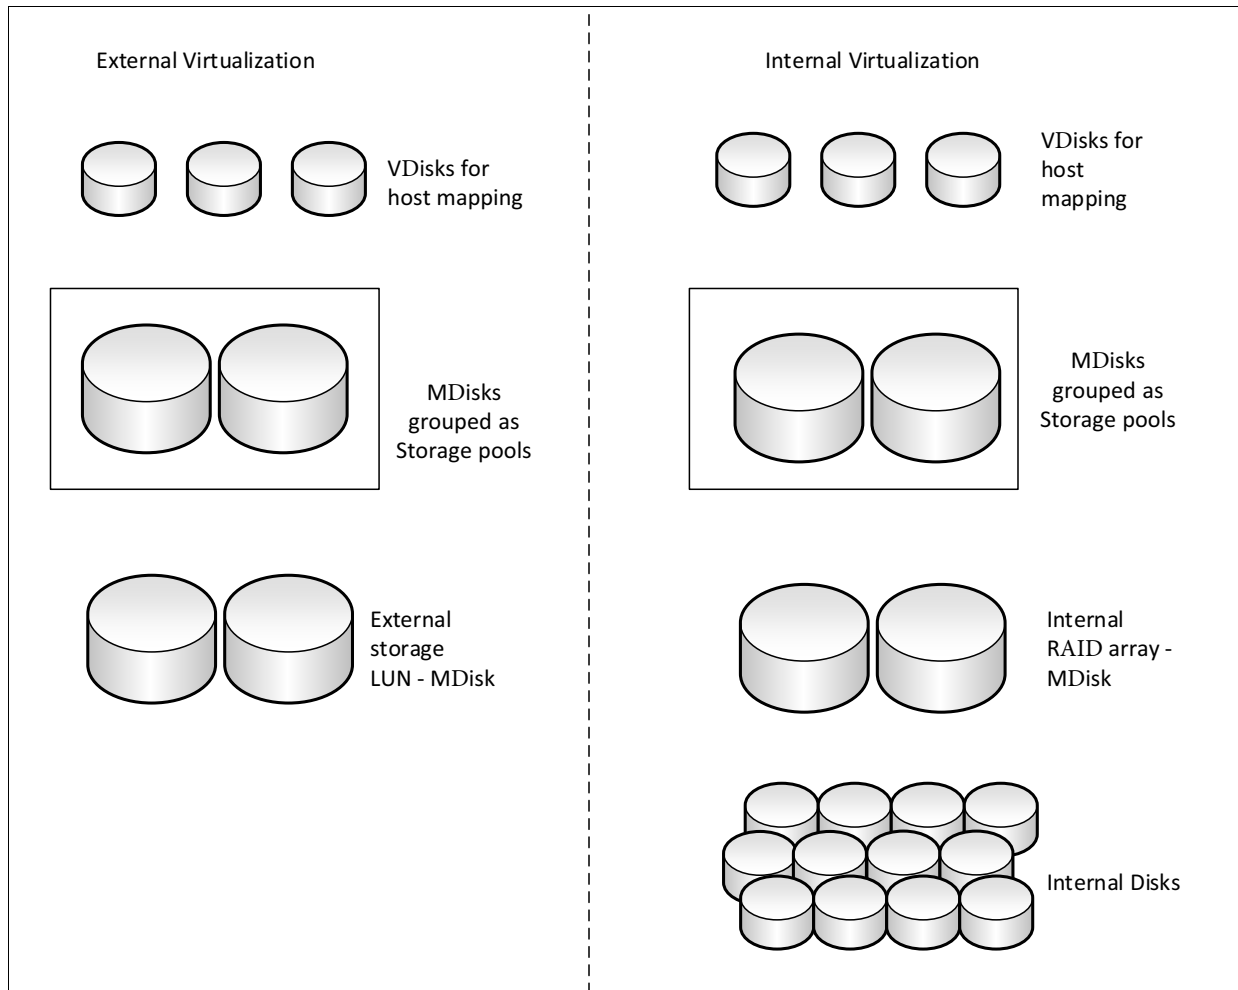 External Virtualization
VDisks for
host mapping
MDisks
grouped as
Storage pools
External
storage
LUN - MDisk
Internal Virtualization
VDisks for
host
mapping
MDisks
grouped as
Storage pools
Internal
RAID array -
MDisk
Internal Disks